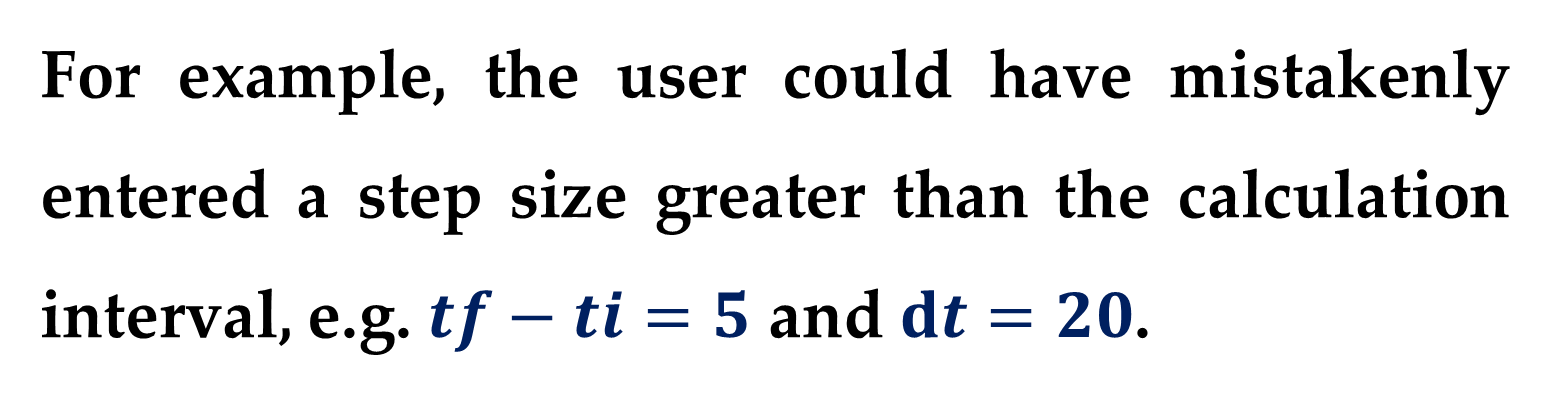 For example, the user could have mistakenly
entered a step size greater than the calculation
interval, e.g. tf – ti = 5 and dt = 20.